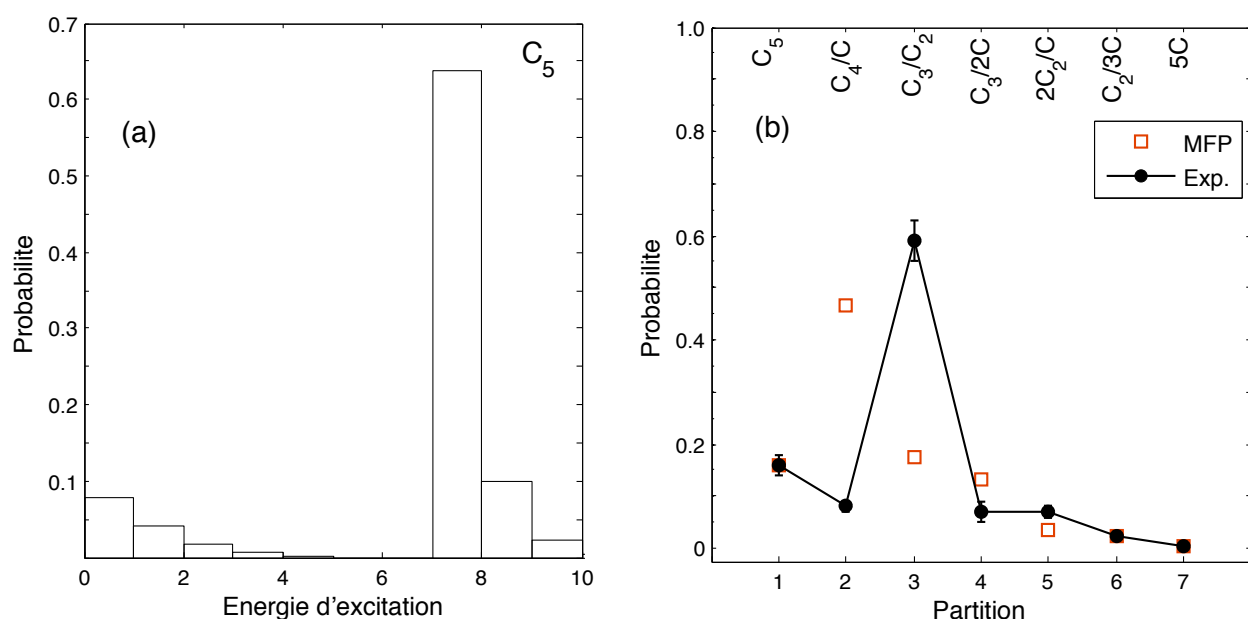 0.7
0.6
0.5
0.4
0.3
0.2
0.1
0 2 4 6 8 10
Probabilite
Energie d'excitation
(a)
C5
1.0
0.8
0.6
0.4
0.2
0
1 2 3 4 5 6 7
Probabilite
Partition
(b)
C5
C4/C
C3/C2
C3/2C
2C2/C
C2/3C
5C
MFP
Exp.